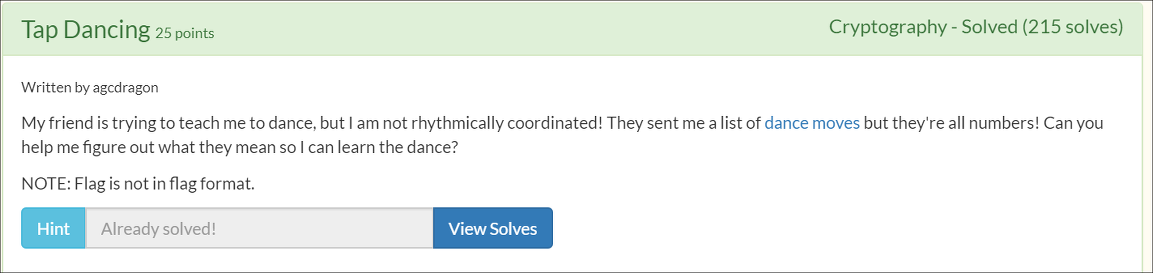 Tap Dancing 25 points
Cryptography - Solved (215 solves)
Written by agcdragon
My friend is trying to teach me to dance, but I am not rhythmically coordinated! They sent me a list of dance moves but they're all numbers! Can you
help me figure out what they mean so I can learn the dance?
NOTE: Flag is not in flag format.
Hint Already solved! View Solves